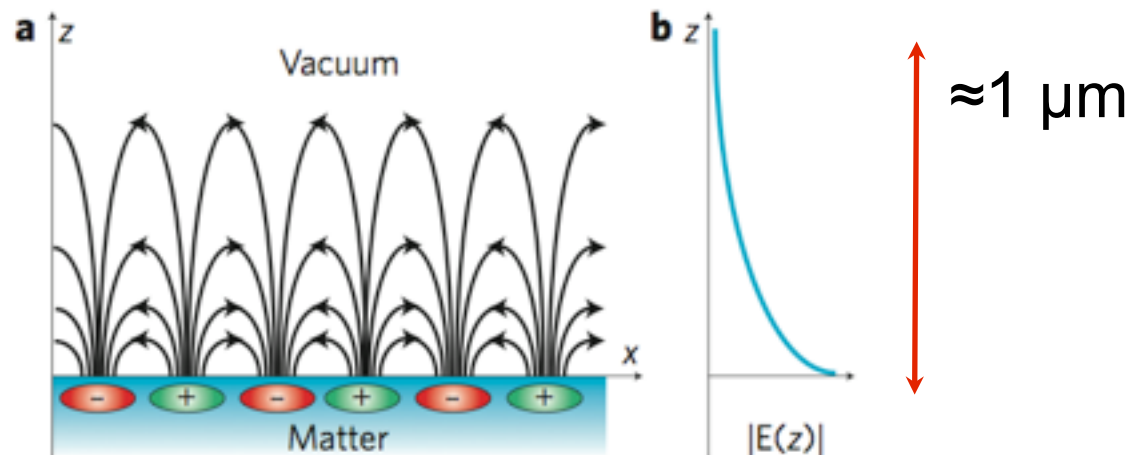 a z
Vacuum
x
- + - + - +
Matter
b z
|E(z)|
≈1 μm